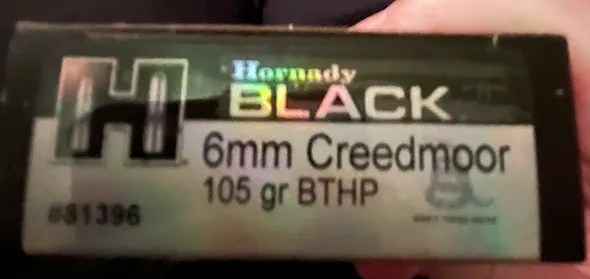 Hornady
BLACK
6mm Creedmoor
105 gr BTHP
#81396